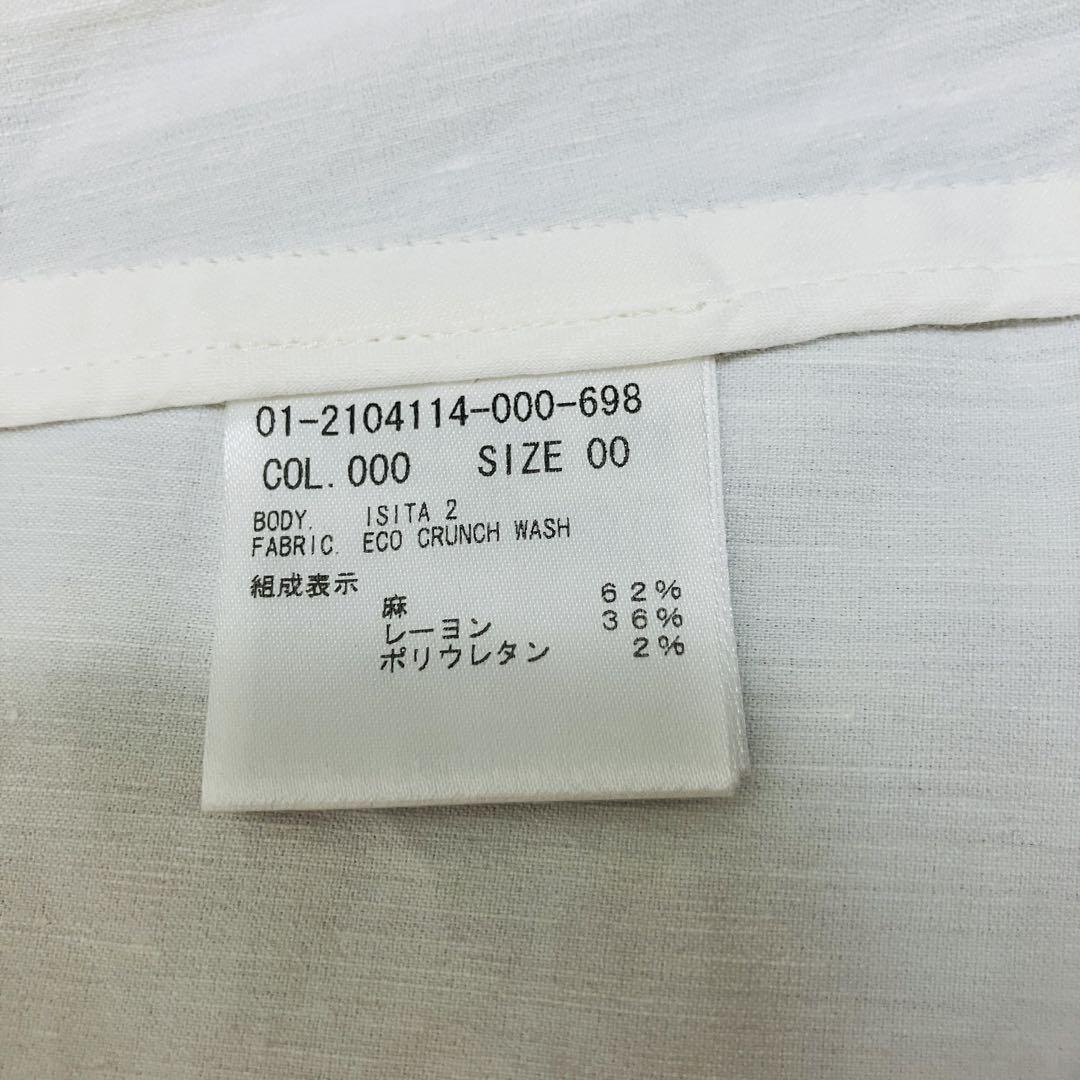 01-2104114-000-698
COL.000 SIZE 00
BODY. ISITA 2
FABRIC. ECO CRUNCH WASH
組成表示
麻 62%
レーヨン 36%
ポリウレタン 2%